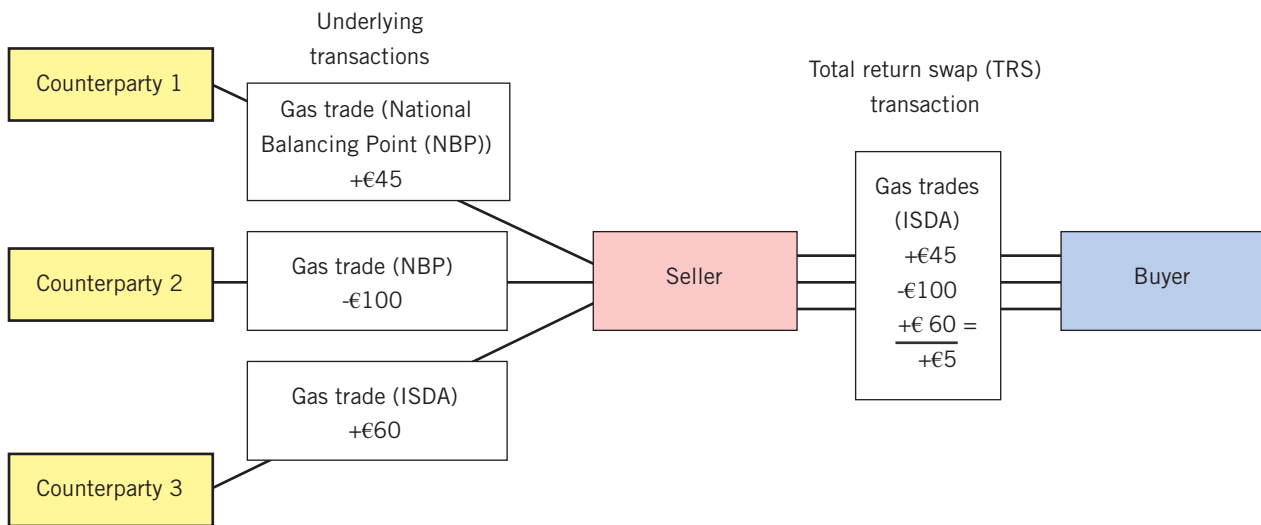 Underlying
transactions
Counterparty 1
Gas trade (National
Balancing Point (NBP))
+€45
Counterparty 2
Gas trade (NBP)
-€100
Counterparty 3
Gas trade (ISDA)
+€60
Seller
Total return swap (TRS)
transaction
Gas trades
(ISDA)
+€45
-€100
+€ 60 =
+€5
Buyer